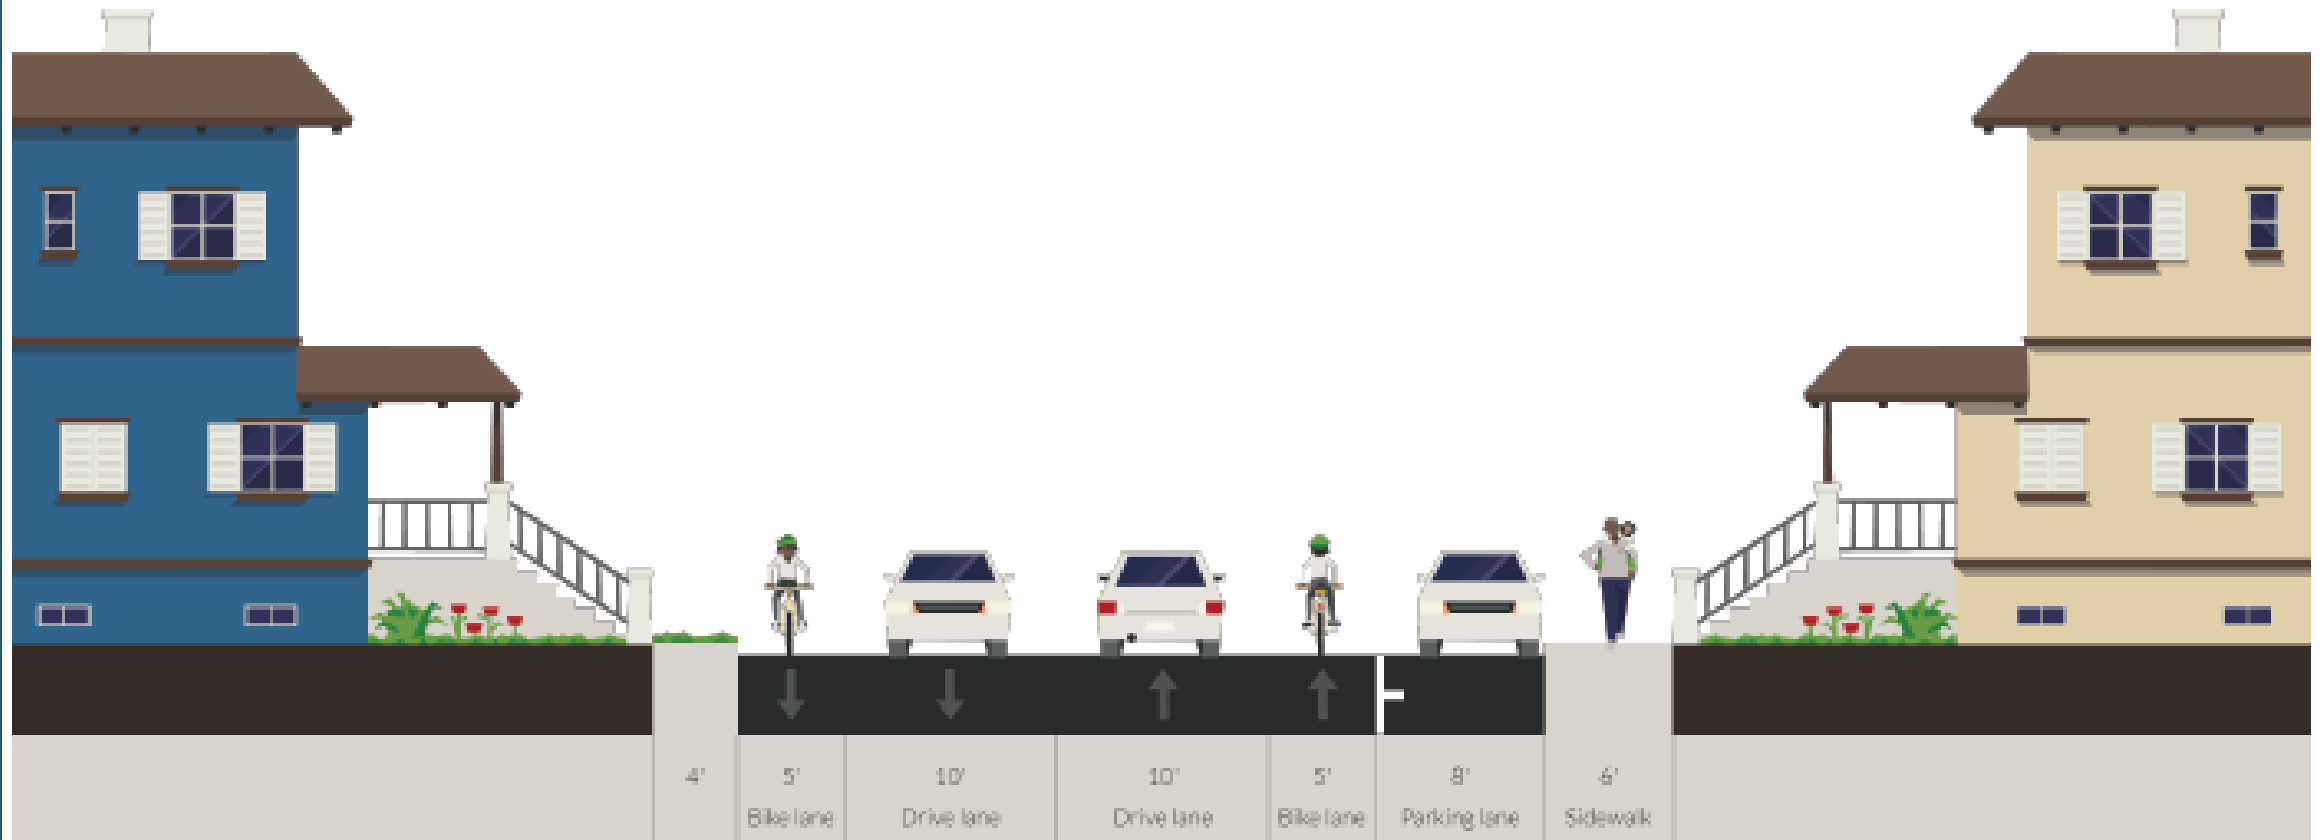 4' 5' 10' 10' 5' 8' 6'
Bike lane Drive lane Drive lane Bike lane Parking lane Sidewalk